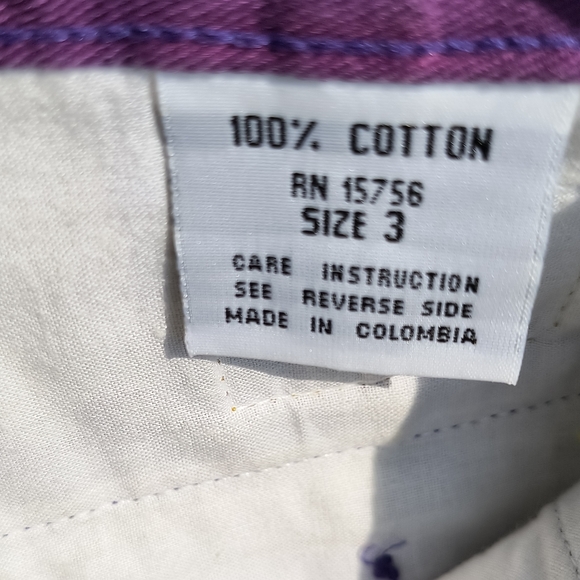 100% COTTON
RN 15756
SIZE 3
CARE INSTRUCTION
SEE REVERSE SIDE
MADE IN COLOMBIA